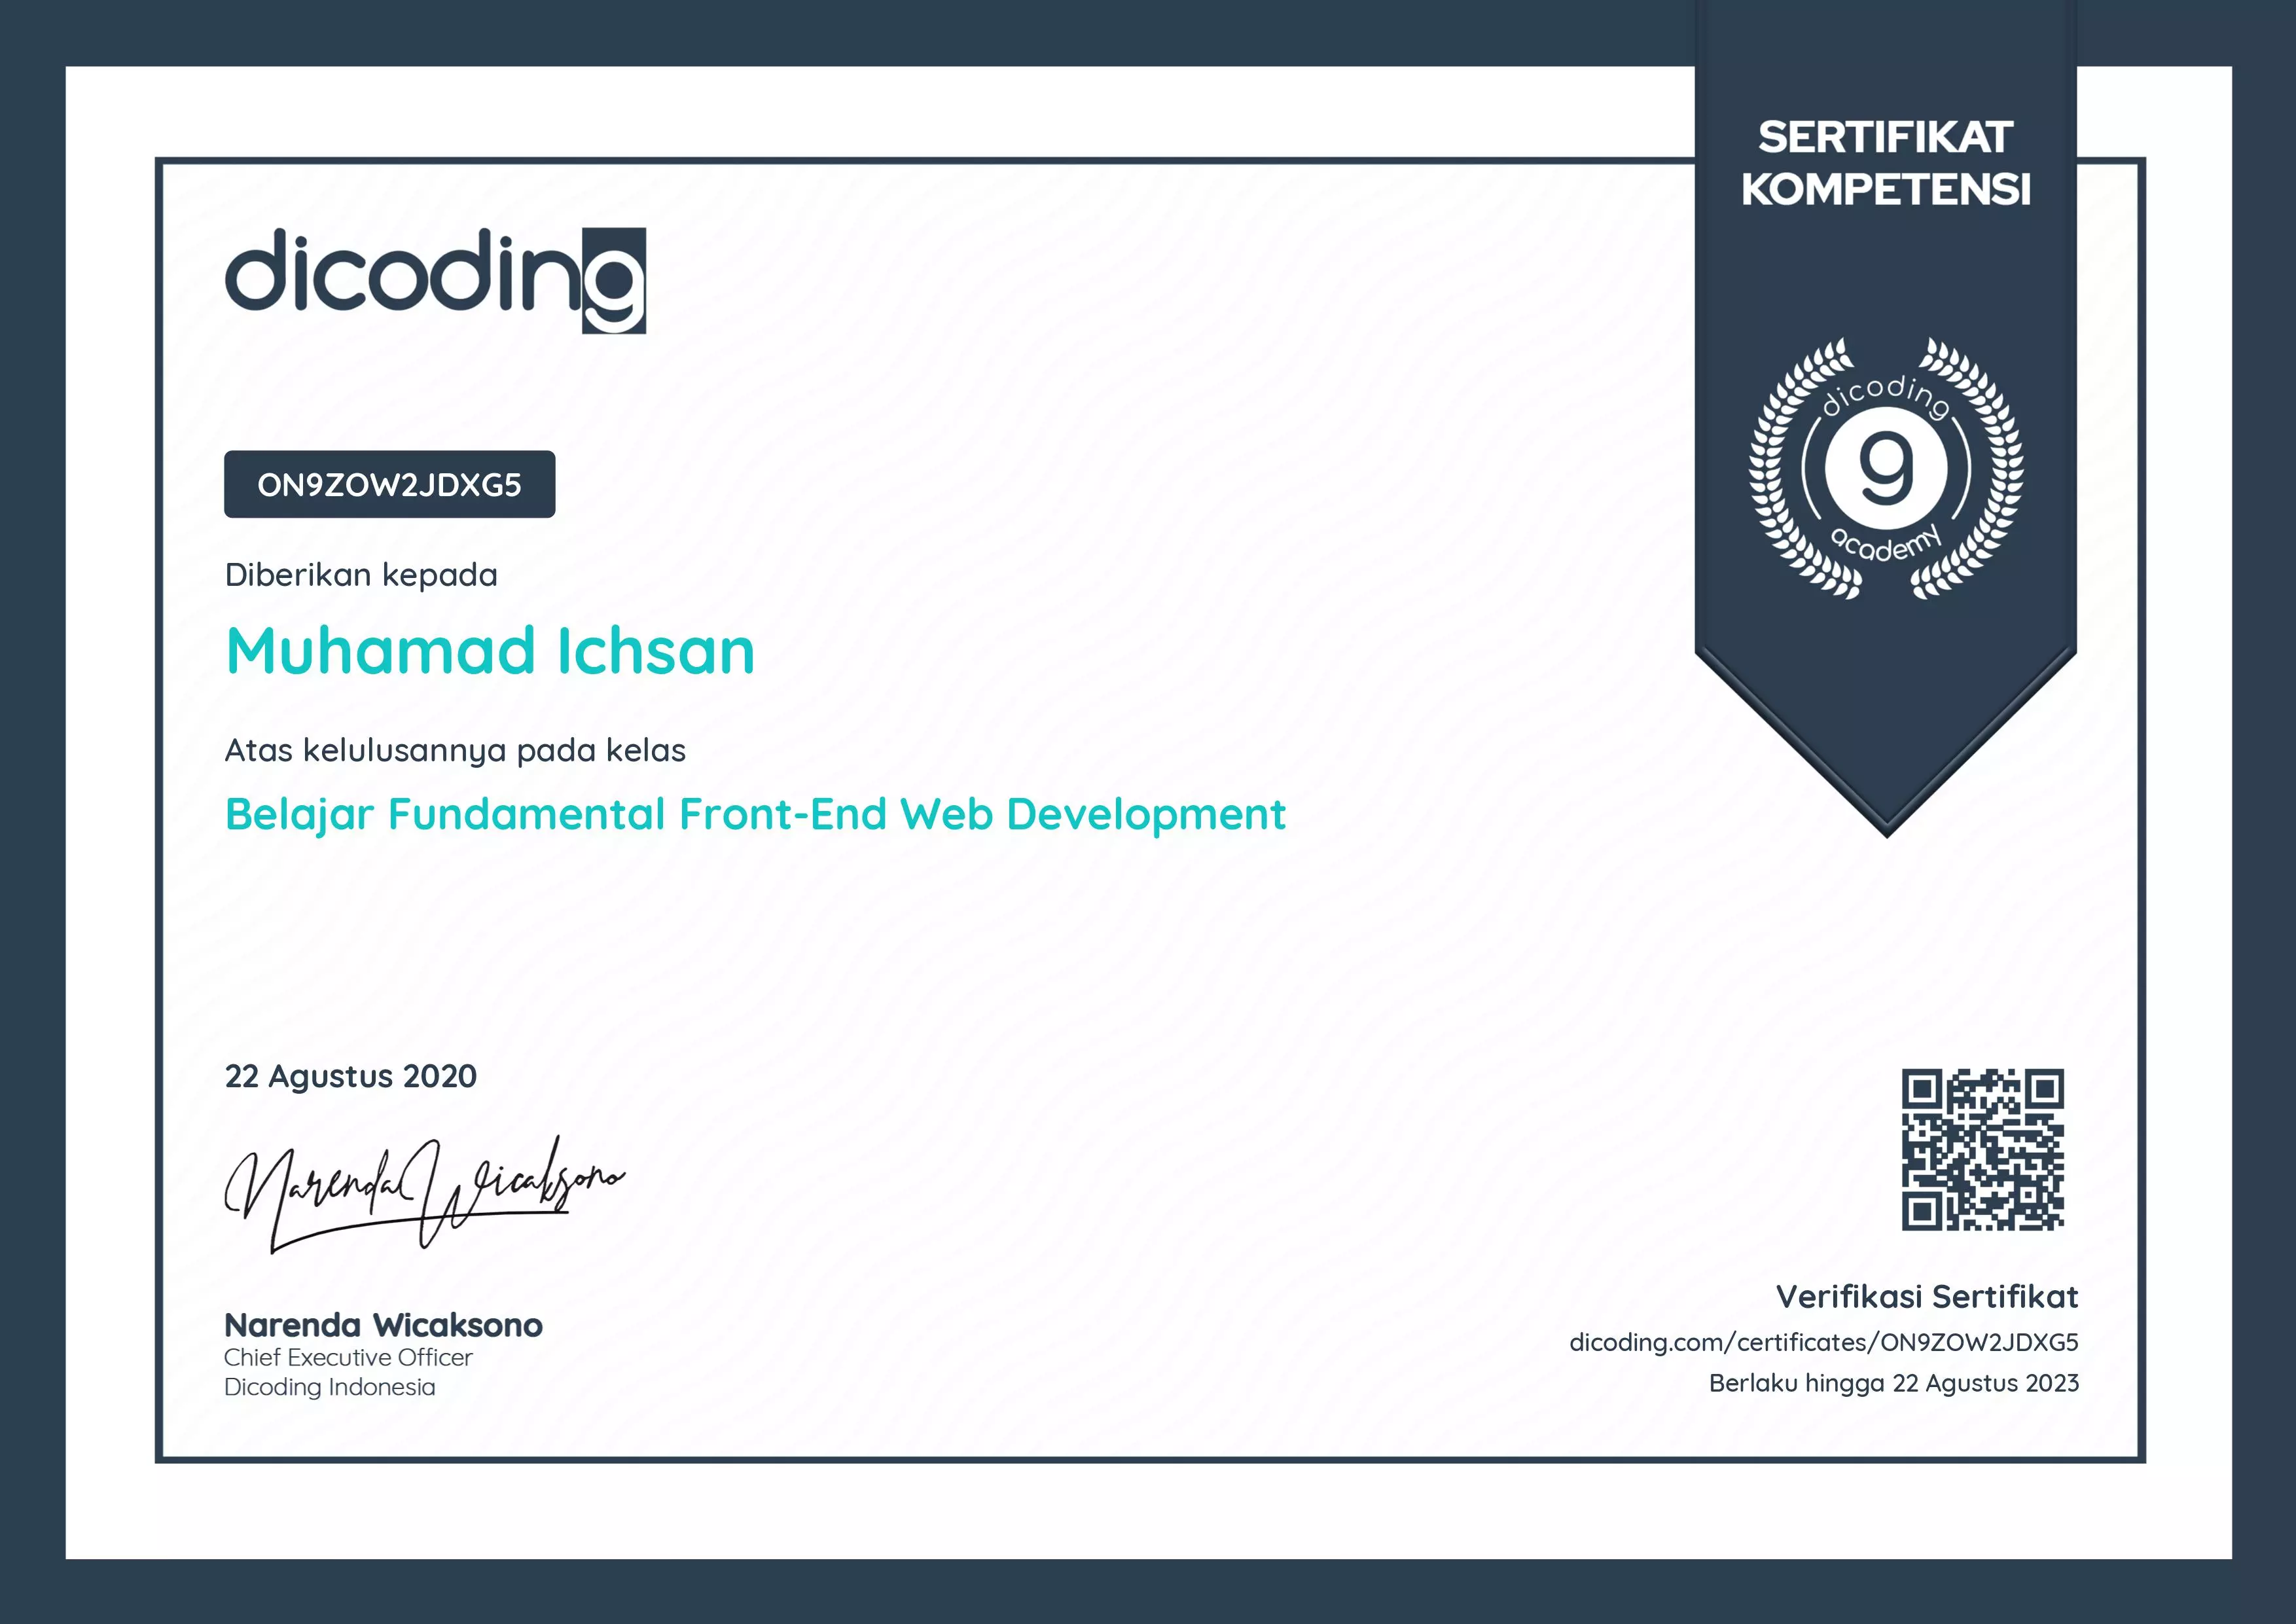 SERTIFIKAT
KOMPETENSI
dicoding
dicoding
g
academy
ON9ZOW2JDXG5
Diberikan kepada
Muhamad Ichsan
Atas kelulusannya pada kelas
Belajar Fundamental Front-End Web Development
22 Agustus 2020
Narenda Wicaksono
Narenda Wicaksono
Chief Executive Officer
Dicoding Indonesia
Verifikasi Sertifikat
dicoding.com/certificates/ON9ZOW2JDXG5
Berlaku hingga 22 Agustus 2023